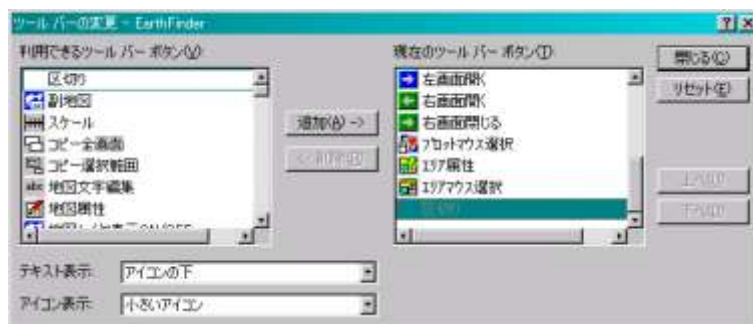 ツール バーの変更 - EarthFinder
利用できるツール バー ボタン(V):
区切り
副地図
スケール
コピー全画面
コピー選択範囲
abc 地図文字編集
地図属性
追加(A) ->
現在のツール バー ボタン(T):
左画面開く
右画面開く
右画面閉じる
プロットマウス選択
エリア属性
エリアマウス選択
区切り
閉じる(C)
リセット(E)
上へ(U)
下へ(D)
テキスト表示:
アイコンの下
アイコン表示:
小さいアイコン